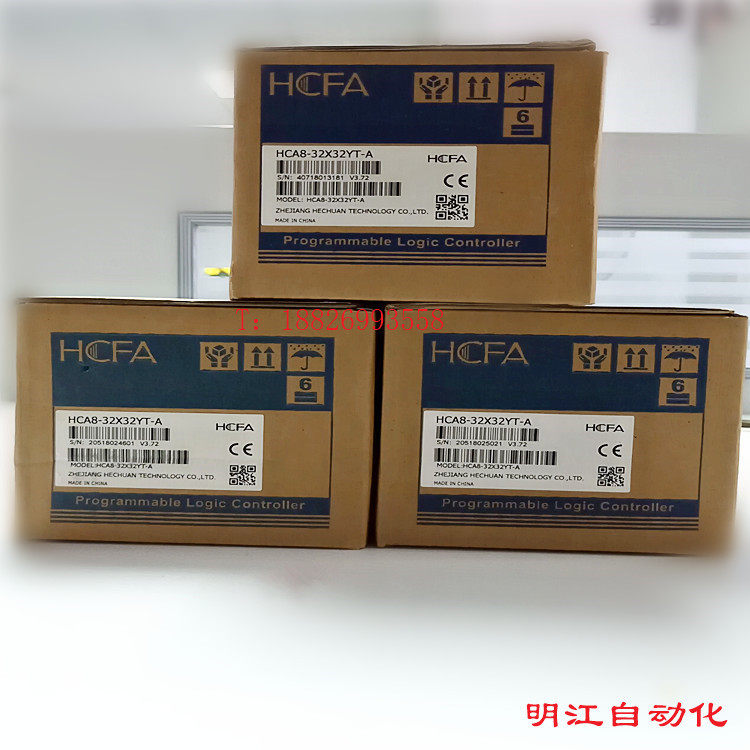 HCFA
6
HCA8-32X32YT-A
HCFA
S/N: 40718013181 V3.72
MODEL: HCA8-32X32YT-A
ZHEJIANG HECHUAN TECHNOLOGY CO.,LTD.
MADE IN CHINA
CE
Programmable Logic Controller
T: 18826993558
HCFA
6
HCA8-32X32YT-A
HCFA
S/N: 20518024601 V3.72
MODEL:HCA8-32X32YT-A
ZHEJIANG HECHUAN TECHNOLOGY CO.,LTD.
MADE IN CHINA
CE
Programmable Logic Controller
HCFA
6
HCA8-32X32YT-A
HCFA
S/N: 20518025021 V3.72
MODEL:HCA8-32X32YT-A
ZHEJIANG HECHUAN TECHNOLOGY CO.,LTD.
MADE IN CHINA
CE
Programmable Logic Controller
明江自动化